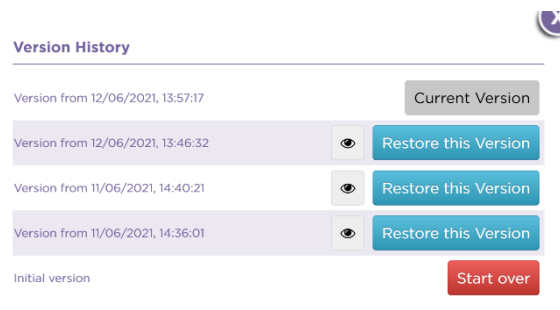 Version History
Version from 12/06/2021, 13:57:17 Current Version
Version from 12/06/2021, 13:46:32 Restore this Version
Version from 11/06/2021, 14:40:21 Restore this Version
Version from 11/06/2021, 14:36:01 Restore this Version
Initial version Start over